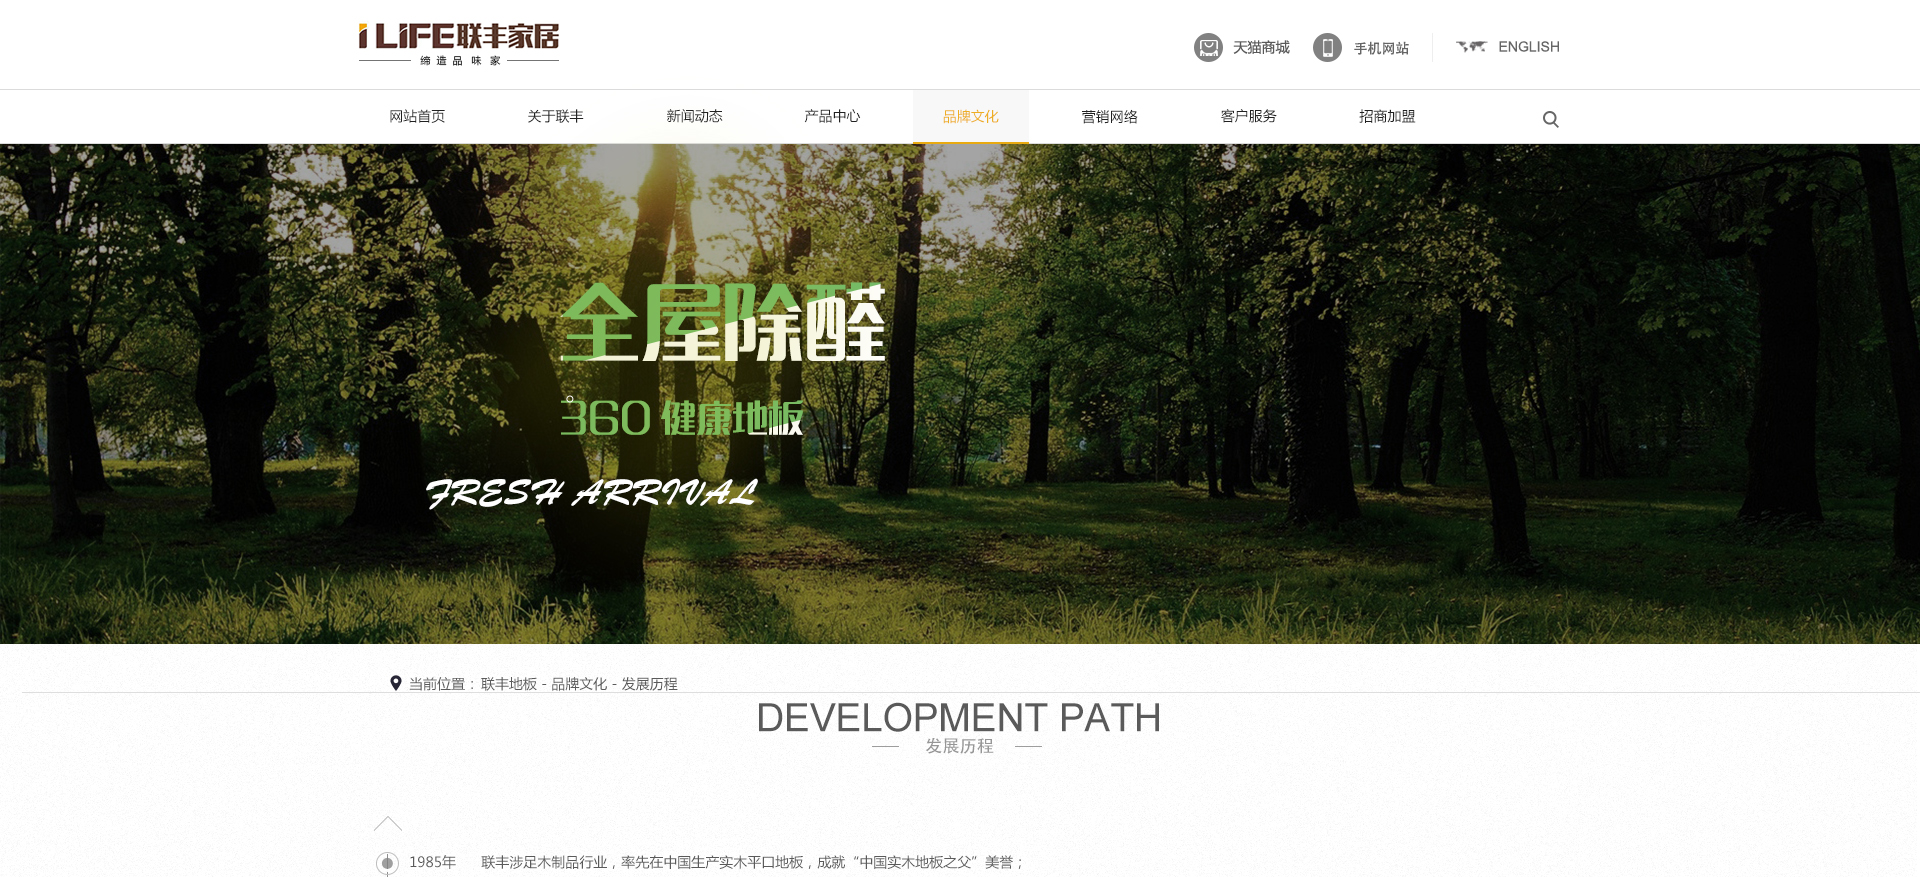 iLIFE联丰家居
缔造品味家
天猫商城
手机网站
ENGLISH
网站首页
关于联丰
新闻动态
产品中心
品牌文化
营销网络
客户服务
招商加盟
全屋除醛
360 健康地板
FRESH ARRIVAL
当前位置：联丰地板 - 品牌文化 - 发展历程
DEVELOPMENT PATH
发展历程
1985年 联丰涉足木制品行业，率先在中国生产实木平口地板，成就“中国实木地板之父”美誉；